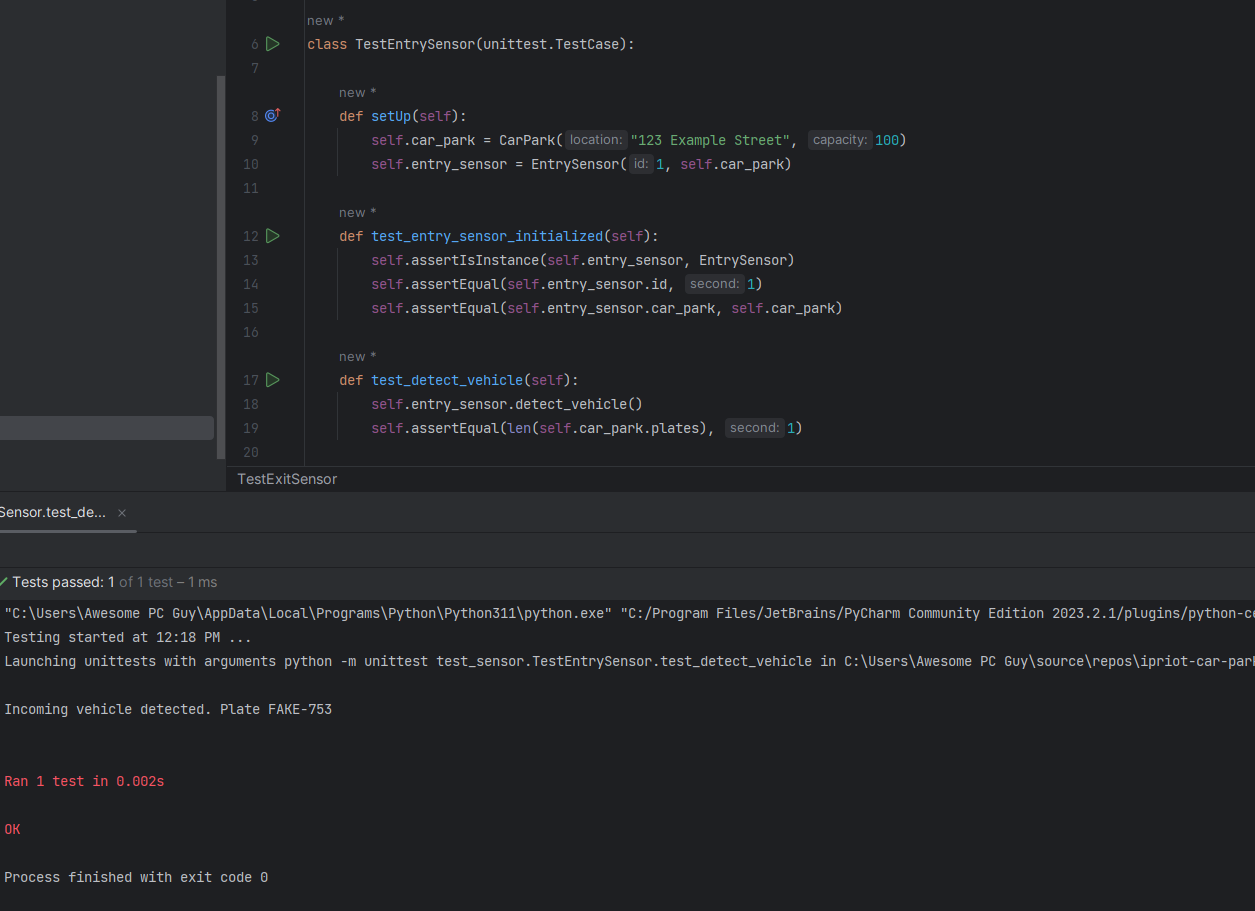 new *
6 class TestEntrySensor(unittest.TestCase):
7
new *
8 def setUp(self):
9 self.car_park = CarPark( location: "123 Example Street", capacity: 100)
10 self.entry_sensor = EntrySensor( id: 1, self.car_park)
11
new *
12 def test_entry_sensor_initialized(self):
13 self.assertIsInstance(self.entry_sensor, EntrySensor)
14 self.assertEqual(self.entry_sensor.id, second: 1)
15 self.assertEqual(self.entry_sensor.car_park, self.car_park)
16
new *
17 def test_detect_vehicle(self):
18 self.entry_sensor.detect_vehicle()
19 self.assertEqual(len(self.car_park.plates), second: 1)
20
TestExitSensor
Sensor.test_de... ×
Tests passed: 1 of 1 test – 1 ms
"C:\Users\Awesome PC Guy\AppData\Local\Programs\Python\Python311\python.exe" "C:/Program Files/JetBrains/PyCharm Community Edition 2023.2.1/plugins/python-ce
Testing started at 12:18 PM ...
Launching unittests with arguments python -m unittest test_sensor.TestEntrySensor.test_detect_vehicle in C:\Users\Awesome PC Guy\source\repos\ipriot-car-park
Incoming vehicle detected. Plate FAKE-753
Ran 1 test in 0.002s
OK
Process finished with exit code 0